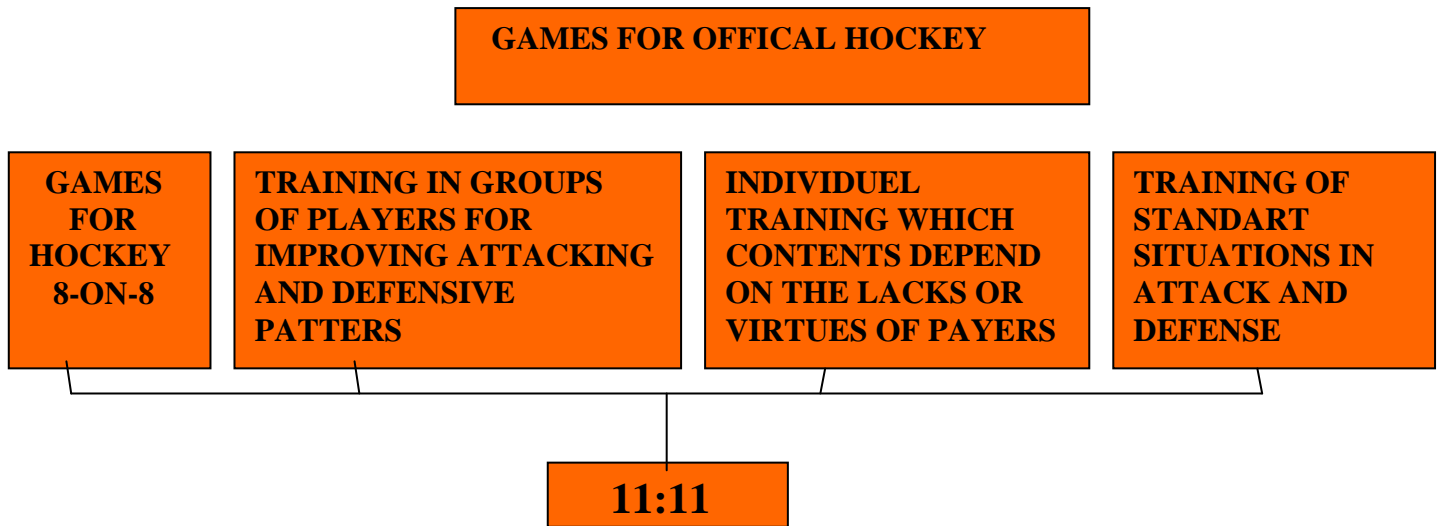 GAMES FOR OFFICAL HOCKEY
GAMES
FOR
HOCKEY
8-ON-8
TRAINING IN GROUPS
OF PLAYERS FOR
IMPROVING ATTACKING
AND DEFENSIVE
PATTERS
INDIVIDUEL
TRAINING WHICH
CONTENTS DEPEND
ON THE LACKS OR
VIRTUES OF PAYERS
TRAINING OF
STANDART
SITUATIONS IN
ATTACK AND
DEFENSE
11:11